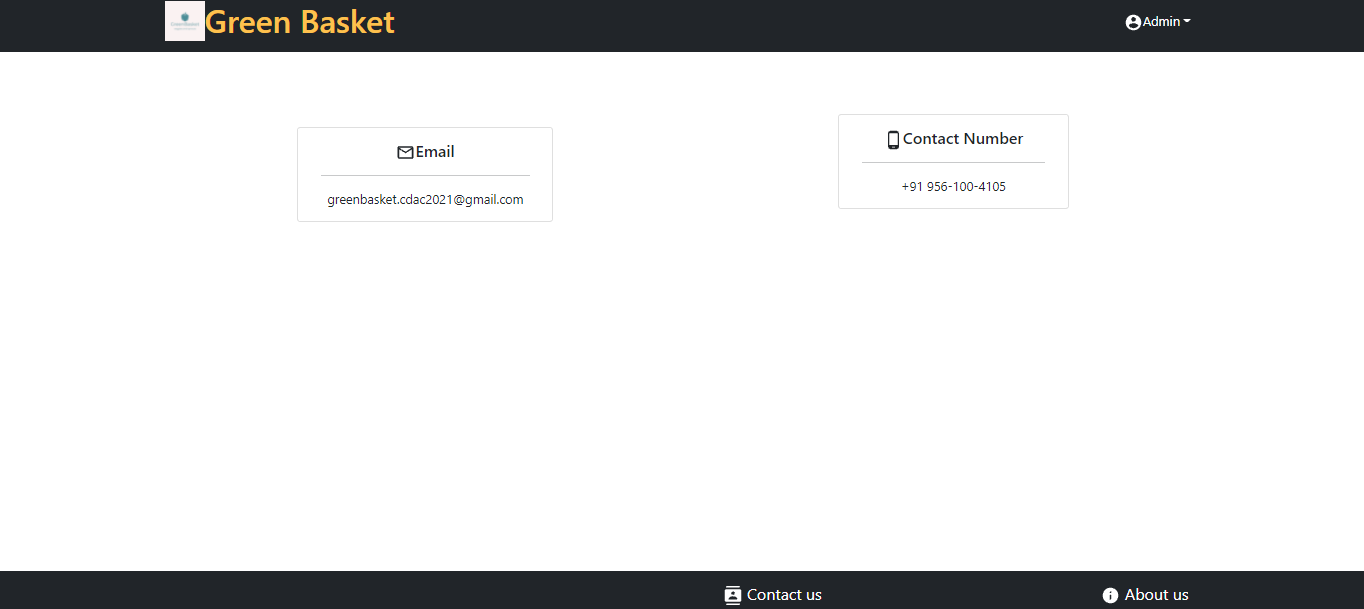 Green Basket
Admin
Email
greenbasket.cdac2021@gmail.com
Contact Number
+91 956-100-4105
Contact us
About us